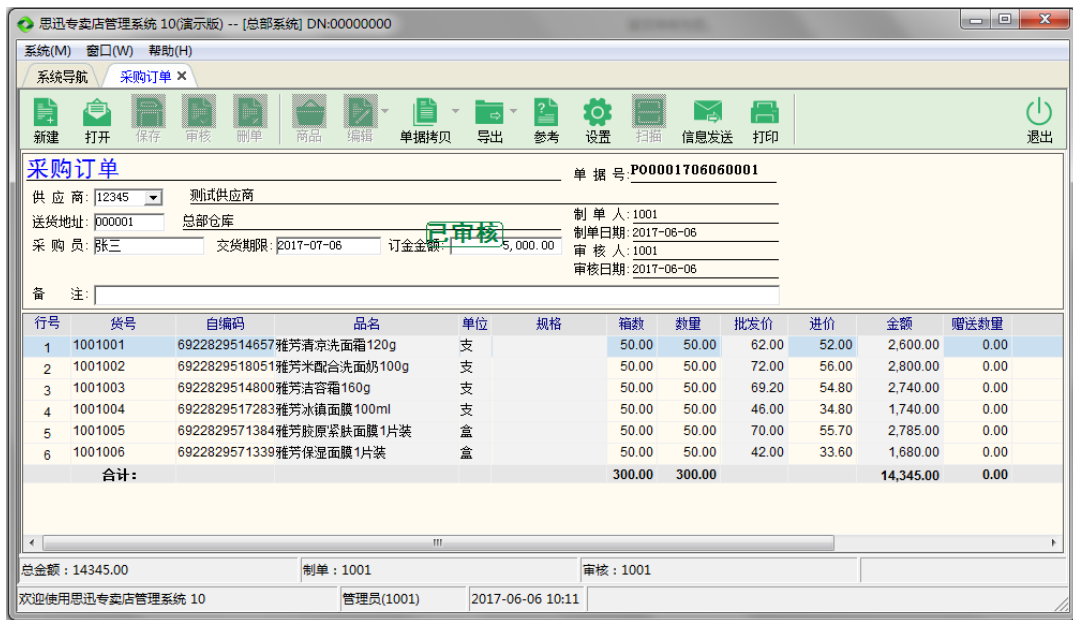 思迅专卖店管理系统 10(演示版) -- [总部系统] DN:00000000
系统(M) 窗口(W) 帮助(H)
系统导航 采购订单 ×
新建 打开 保存 审核 删单 商品 编辑 单据拷贝 导出 参考 设置 扫描 信息发送 打印 退出
采购订单
单 据 号: PO00001706060001
供 应 商: 12345 测试供应商
送货地址: 000001 总部仓库
制 单 人: 1001
已审核
制单日期: 2017-06-06
采 购 员: 张三 交货期限: 2017-07-06 订金金额: 5,000.00
审 核 人: 1001
审核日期: 2017-06-06
备 注:
行号 货号 自编码 品名 单位 规格 箱数 数量 批发价 进价 金额 赠送数量
1 1001001 6922829514657 雅芳清凉洗面霜120g 支 50.00 50.00 62.00 52.00 2,600.00 0.00
2 1001002 6922829518051 雅芳米配合洗面奶100g 支 50.00 50.00 72.00 56.00 2,800.00 0.00
3 1001003 6922829514800 雅芳洁容霜160g 支 50.00 50.00 69.20 54.80 2,740.00 0.00
4 1001004 6922829517283 雅芳冰镇面膜100ml 支 50.00 50.00 46.00 34.80 1,740.00 0.00
5 1001005 6922829571384 雅芳胶原紧肤面膜1片装 盒 50.00 50.00 70.00 55.70 2,785.00 0.00
6 1001006 6922829571339 雅芳保湿面膜1片装 盒 50.00 50.00 42.00 33.60 1,680.00 0.00
合计: 300.00 300.00 14,345.00 0.00
总金额:14345.00 制单:1001 审核:1001
欢迎使用思迅专卖店管理系统 10 管理员(1001) 2017-06-06 10:11